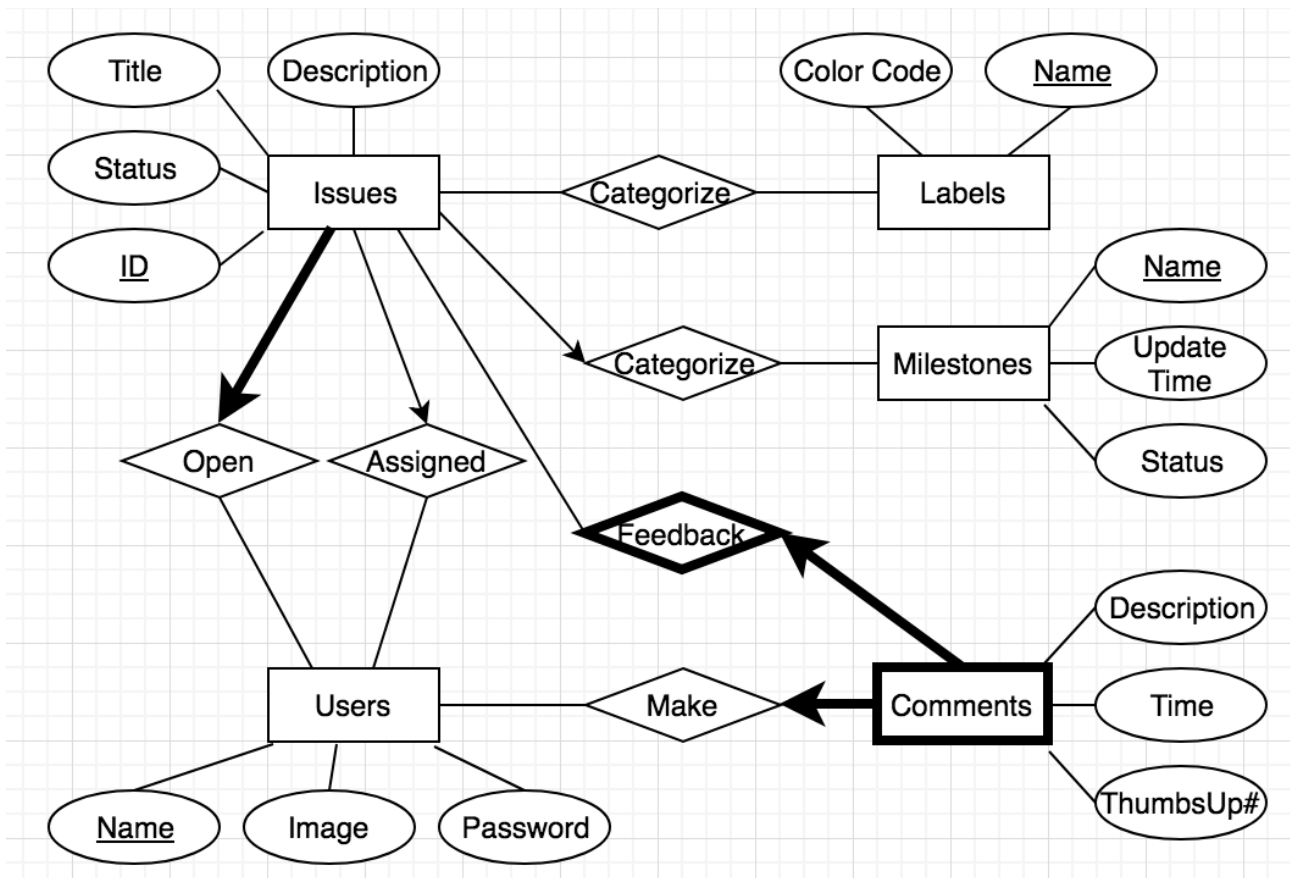 Title
Description
Color Code
Name
Status
Issues
Categorize
Labels
ID
Name
Categorize
Milestones
Update
Time
Open
Assigned
Status
Feedback
Description
Users
Make
Comments
Time
Name
Image
Password
ThumbsUp#